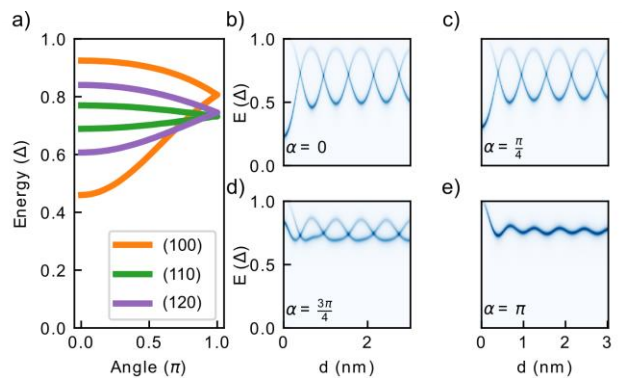 a)
Energy (Δ)
1.0
0.8
0.6
0.4
0.2
0.0
(100)
(110)
(120)
0.0 0.5 1.0
Angle (π)
b)
E (Δ)
1.0
0.5
0.0
α = 0
c)
α = π/4
d)
E (Δ)
1.0
0.5
0.0
α = 3π/4
0 2
d (nm)
e)
α = π
0 1 2 3
d (nm)